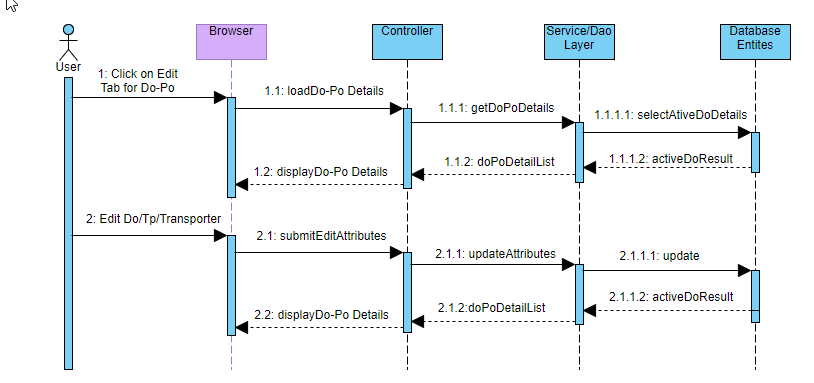 Browser
Controller
Service/Dao
Layer
Database
Entites
User
1: Click on Edit
Tab for Do-Po
1.1: loadDo-Po Details
1.1.1: getDoPoDetails
1.1.1.1: selectAtiveDoDetails
1.1.1.2: activeDoResult
1.1.2: doPoDetailList
1.2: displayDo-Po Details
2: Edit Do/Tp/Transporter
2.1: submitEditAttributes
2.1.1: updateAttributes
2.1.1.1: update
2.1.1.2: activeDoResult
2.1.2:doPoDetailList
2.2: displayDo-Po Details